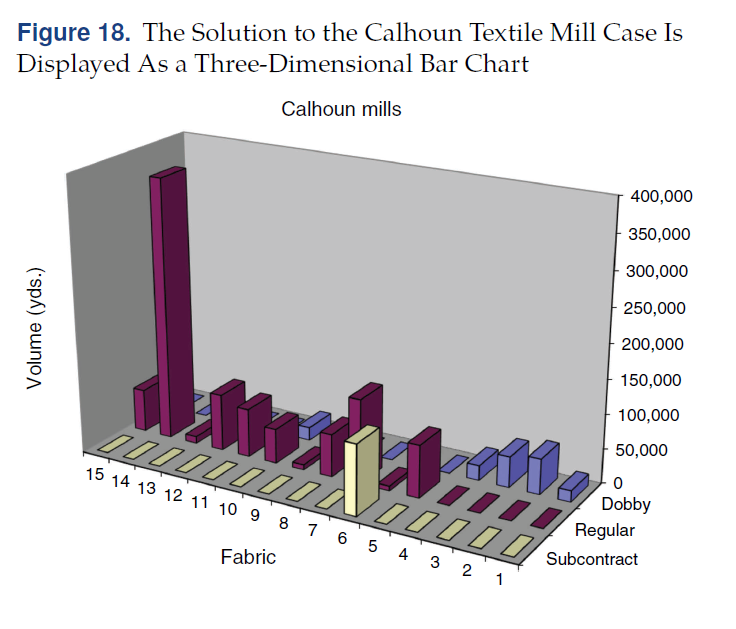 Figure 18. The Solution to the Calhoun Textile Mill Case Is
Displayed As a Three-Dimensional Bar Chart
Calhoun mills
400,000
350,000
300,000
250,000
200,000
150,000
100,000
50,000
0
Volume (yds.)
Dobby
Regular
Subcontract
15 14 13 12 11 10 9 8 7 6 5 4 3 2 1
Fabric